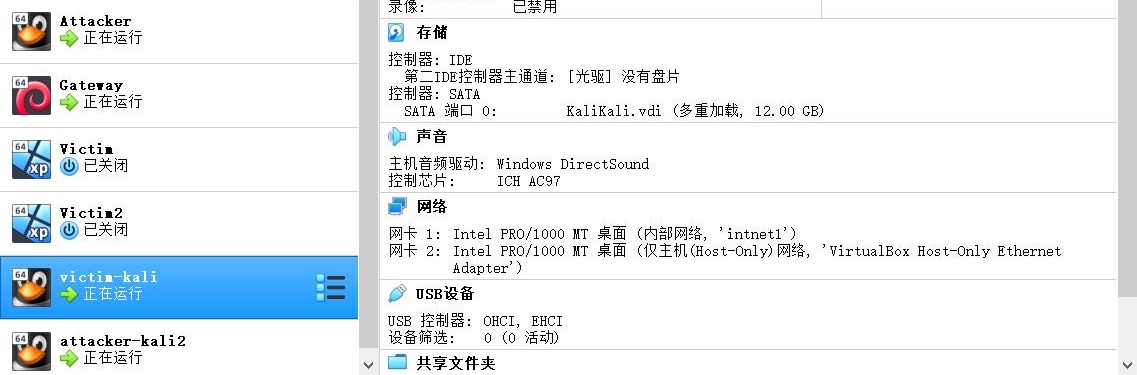 64
Attacker
正在运行
64
Gateway
正在运行
64
xp
Victim
已关闭
64
xp
Victim2
已关闭
64
victim-kali
正在运行
64
attacker-kali2
正在运行
录像: 已禁用
存储
控制器: IDE
第二IDE控制器主通道: [光驱] 没有盘片
控制器: SATA
SATA 端口 0: KaliKali.vdi (多重加载, 12.00 GB)
声音
主机音频驱动: Windows DirectSound
控制芯片: ICH AC97
网络
网卡 1: Intel PRO/1000 MT 桌面 (内部网络, 'intnet1')
网卡 2: Intel PRO/1000 MT 桌面 (仅主机(Host-Only)网络, 'VirtualBox Host-Only Ethernet
Adapter')
USB设备
USB 控制器: OHCI, EHCI
设备筛选: 0 (0 活动)
共享文件夹